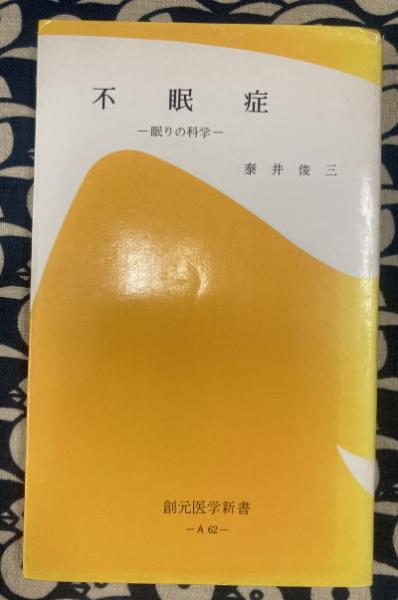 不眠症
―眠りの科学―
泰井俊三
創元医学新書
―A 62―